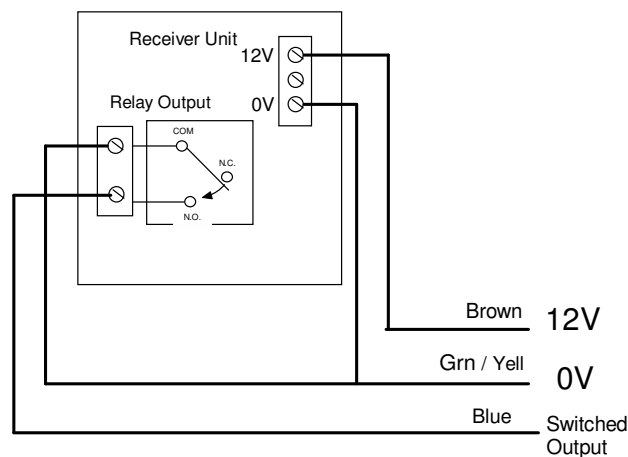 Receiver Unit
12V
Relay Output
0V
COM
N.C.
N.O.
Brown
12V
Grn / Yell
0V
Blue
Switched
Output